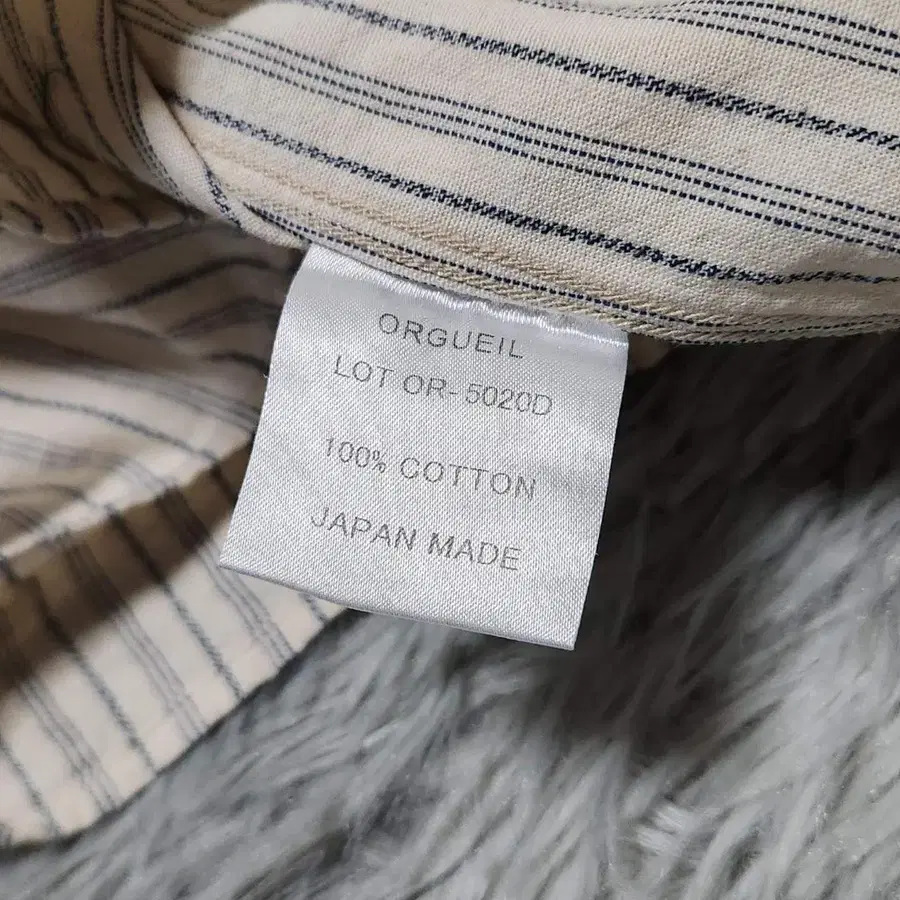 ORGUEIL
LOT OR-5020D
100% COTTON
JAPAN MADE